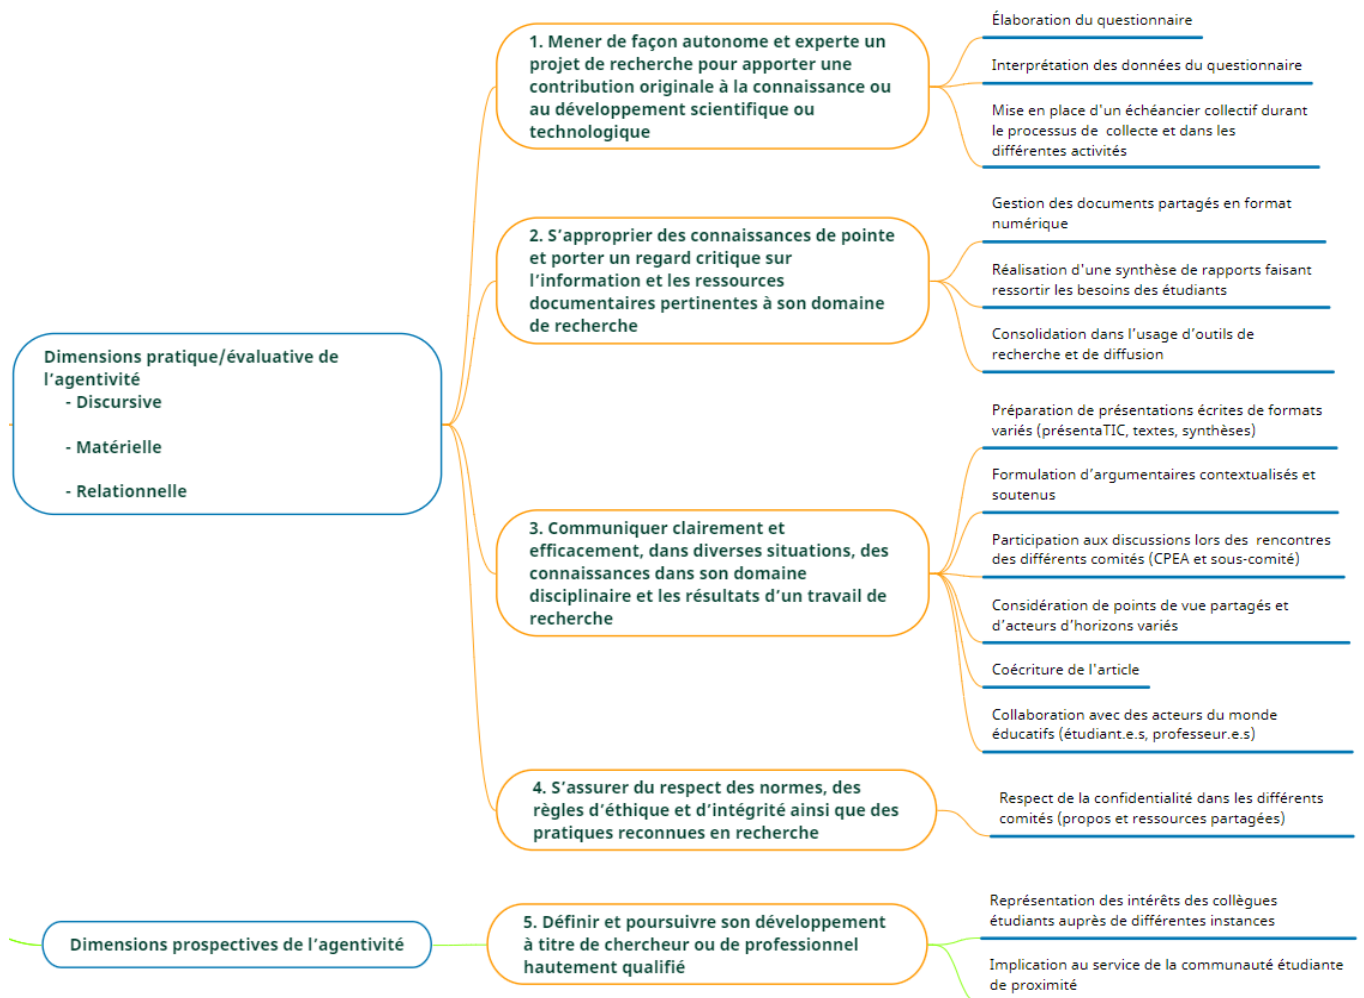 Dimensions pratique/évaluative de
l’agentivité
- Discursive
- Matérielle
- Relationnelle
1. Mener de façon autonome et experte un
projet de recherche pour apporter une
contribution originale à la connaissance ou
au développement scientifique ou
technologique
Élaboration du questionnaire
Interprétation des données du questionnaire
Mise en place d'un échéancier collectif durant
le processus de  collecte et dans les
différentes activités
2. S’approprier des connaissances de pointe
et porter un regard critique sur
l’information et les ressources
documentaires pertinentes à son domaine
de recherche
Gestion des documents partagés en format
numérique
Réalisation d'une synthèse de rapports faisant
ressortir les besoins des étudiants
Consolidation dans l’usage d’outils de
recherche et de diffusion
3. Communiquer clairement et
efficacement, dans diverses situations, des
connaissances dans son domaine
disciplinaire et les résultats d’un travail de
recherche
Préparation de présentations écrites de formats
variés (présentaTIC, textes, synthèses)
Formulation d’argumentaires contextualisés et
soutenus
Participation aux discussions lors des  rencontres
des différents comités (CPEA et sous-comité)
Considération de points de vue partagés et
d’acteurs d’horizons variés
Coécriture de l'article
Collaboration avec des acteurs du monde
éducatifs (étudiant.e.s, professeur.e.s)
4. S’assurer du respect des normes, des
règles d’éthique et d’intégrité ainsi que des
pratiques reconnues en recherche
Respect de la confidentialité dans les différents
comités (propos et ressources partagées)
Dimensions prospectives de l’agentivité
5. Définir et poursuivre son développement
à titre de chercheur ou de professionnel
hautement qualifié
Représentation des intérêts des collègues
étudiants auprès de différentes instances
Implication au service de la communauté étudiante
de proximité